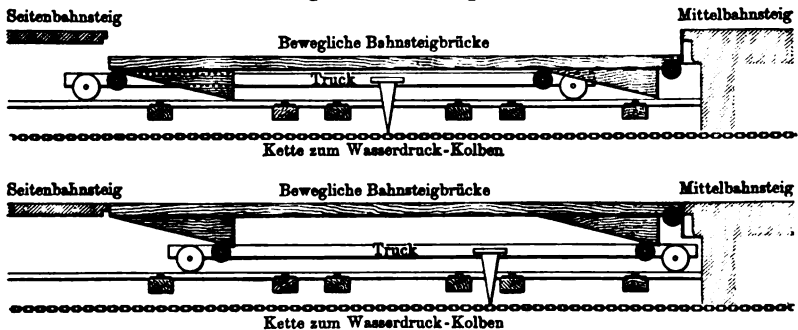 Seitenbahnsteig
Mittelbahnsteig
Bewegliche Bahnsteigbrücke
Truck
Kette zum Wasserdruck-Kolben
Seitenbahnsteig
Bewegliche Bahnsteigbrücke
Mittelbahnsteig
Truck
Kette zum Wasserdruck-Kolben